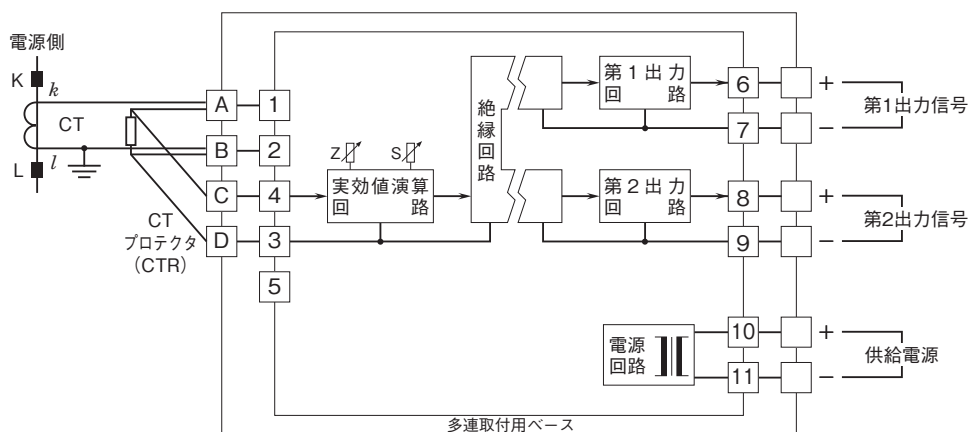 電源側
K
k
CT
l
L
A
B
C
D
1
2
4
3
5
CT
プロテクタ
(CTR)
Z
S
実効値演算
回路
絶縁回路
第1出力
回路
第2出力
回路
6
7
8
9
+
第1出力信号
−
+
第2出力信号
−
電源
回路
10
11
+
供給電源
−
多連取付用ベース